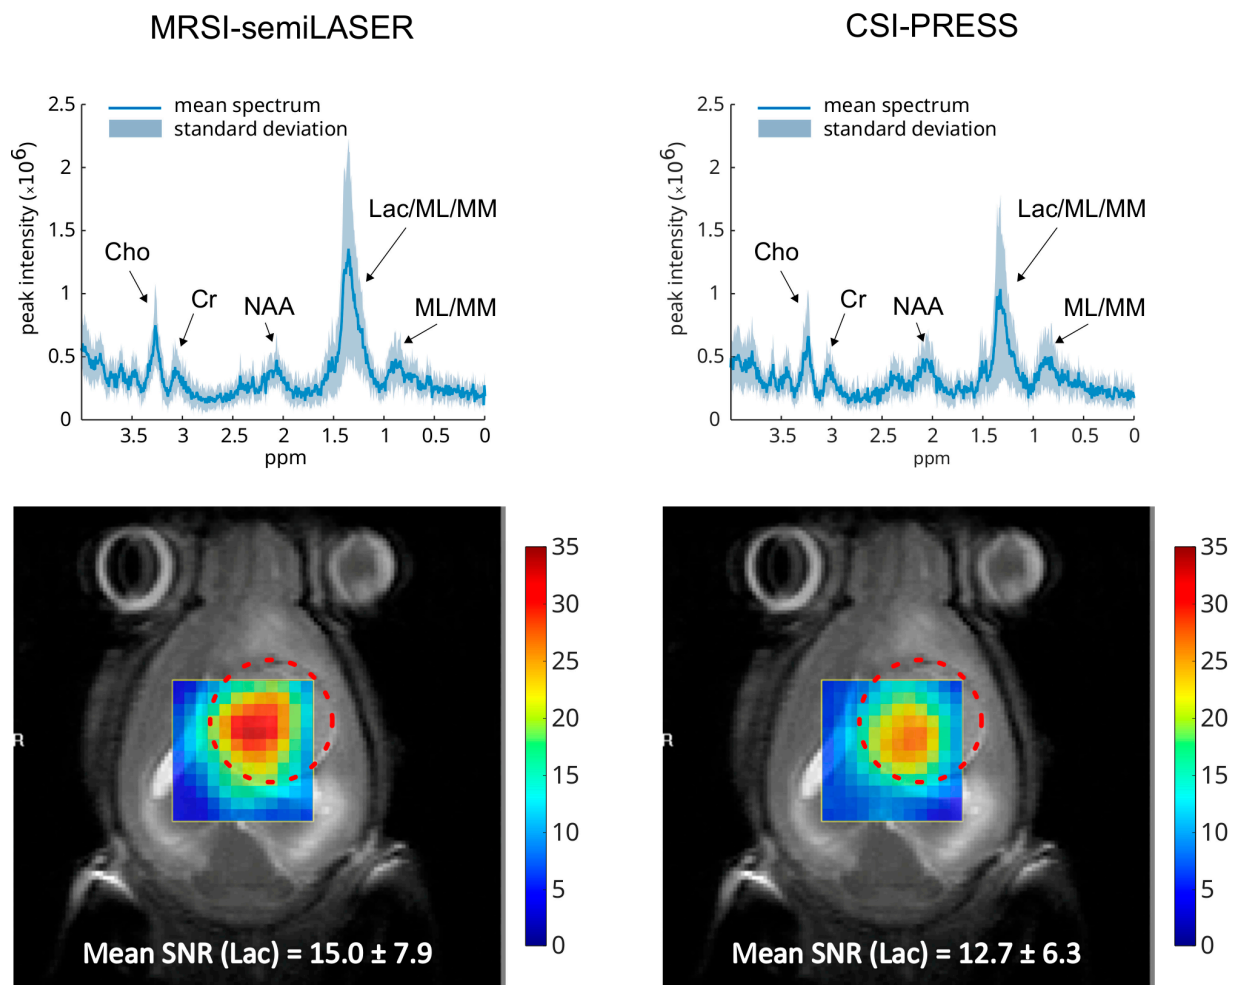 MRSI-semiLASER
CSI-PRESS
2.5
2
1.5
1
0.5
0
peak intensity (×10⁶)
mean spectrum
standard deviation
Cho
Cr
NAA
Lac/ML/MM
ML/MM
3.5 3 2.5 2 1.5 1 0.5 0
ppm
2.5
2
1.5
1
0.5
0
peak intensity (×10⁶)
mean spectrum
standard deviation
Cho
Cr
NAA
Lac/ML/MM
ML/MM
3.5 3 2.5 2 1.5 1 0.5 0
ppm
R
Mean SNR (Lac) = 15.0 ± 7.9
35
30
25
20
15
10
5
0
R
Mean SNR (Lac) = 12.7 ± 6.3
35
30
25
20
15
10
5
0